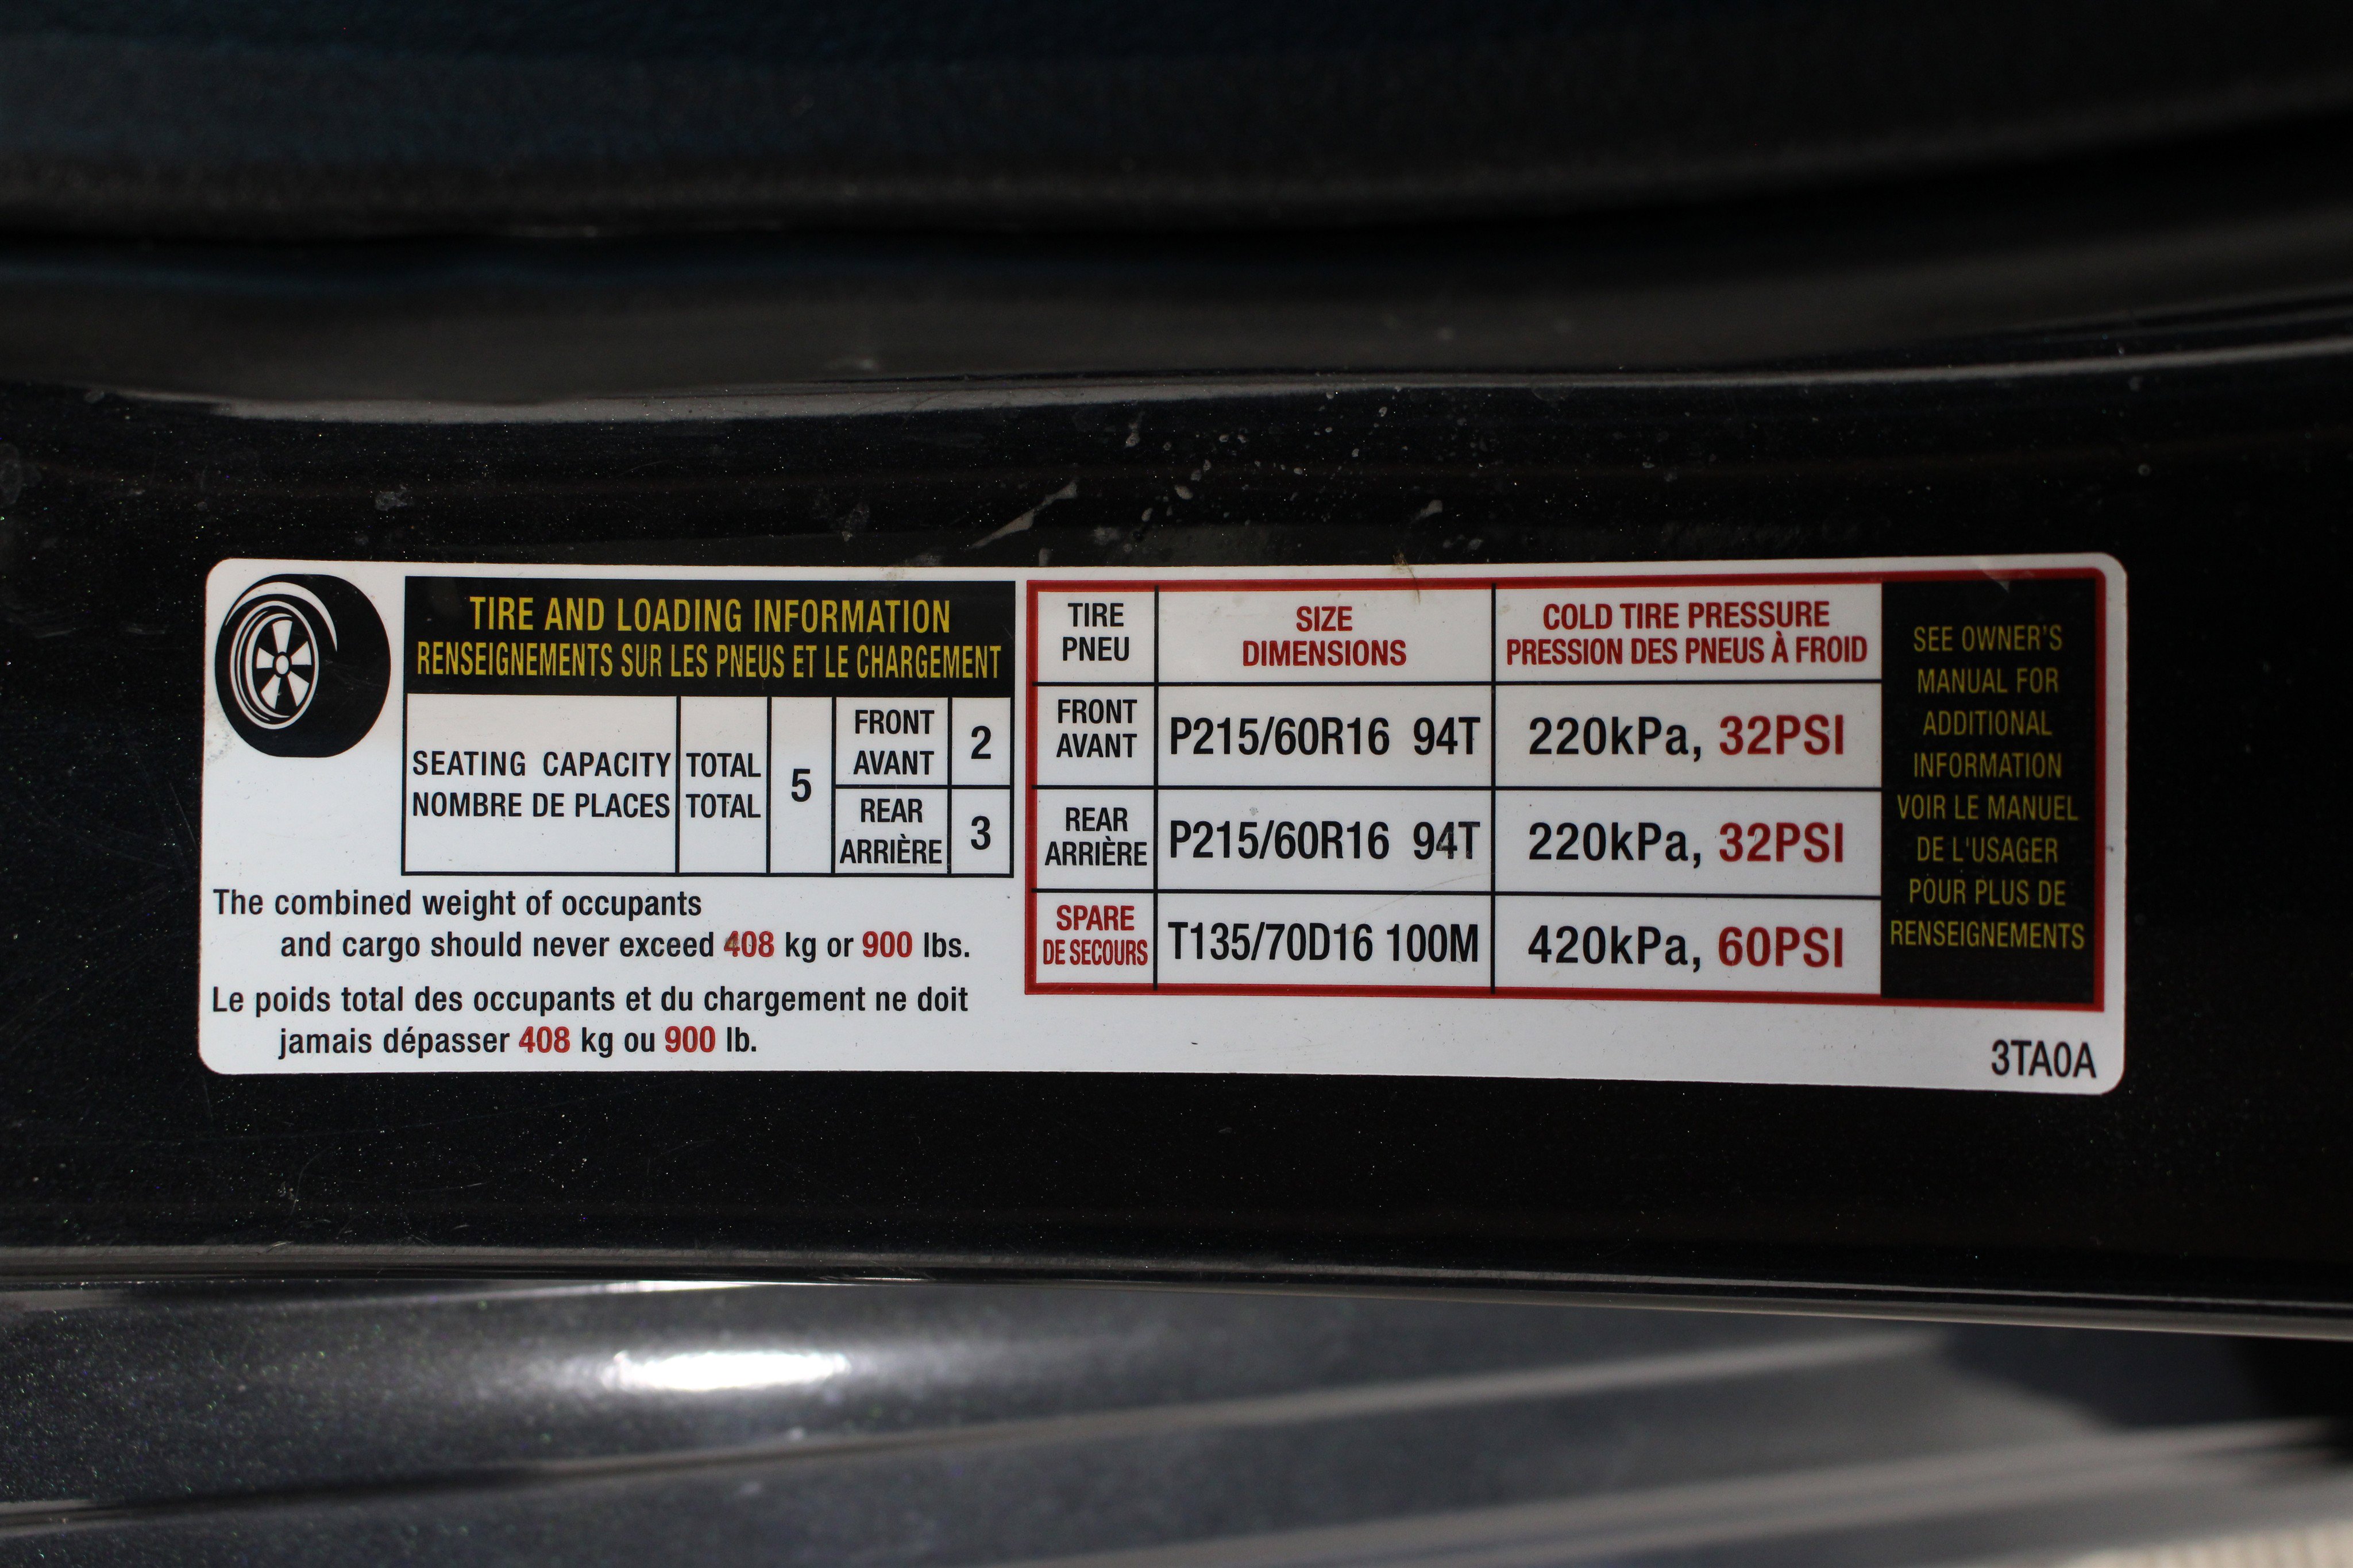 TIRE AND LOADING INFORMATION
RENSEIGNEMENTS SUR LES PNEUS ET LE CHARGEMENT
SEATING CAPACITY TOTAL 5 FRONT 2
NOMBRE DE PLACES TOTAL AVANT
REAR 3
ARRIÈRE
The combined weight of occupants
and cargo should never exceed 408 kg or 900 lbs.
Le poids total des occupants et du chargement ne doit
jamais dépasser 408 kg ou 900 lb.
TIRE SIZE COLD TIRE PRESSURE
PNEU DIMENSIONS PRESSION DES PNEUS À FROID
FRONT
AVANT P215/60R16 94T 220kPa, 32PSI
REAR
ARRIÈRE P215/60R16 94T 220kPa, 32PSI
SPARE
DE SECOURS T135/70D16 100M 420kPa, 60PSI
SEE OWNER'S
MANUAL FOR
ADDITIONAL
INFORMATION
VOIR LE MANUEL
DE L'USAGER
POUR PLUS DE
RENSEIGNEMENTS
3TA0A